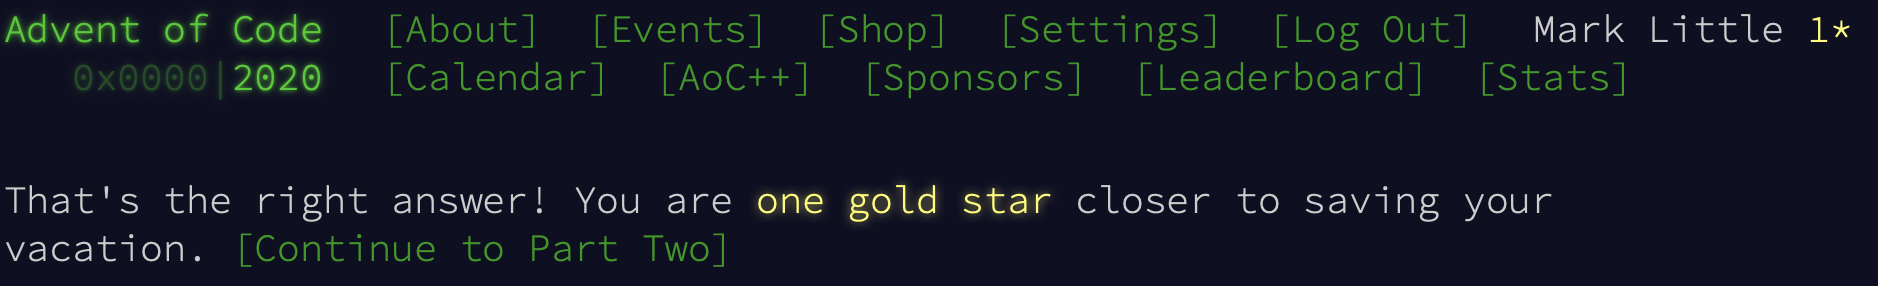 Advent of Code [About] [Events] [Shop] [Settings] [Log Out] Mark Little 1*
0x0000|2020 [Calendar] [AoC++] [Sponsors] [Leaderboard] [Stats]
That's the right answer! You are one gold star closer to saving your
vacation. [Continue to Part Two]